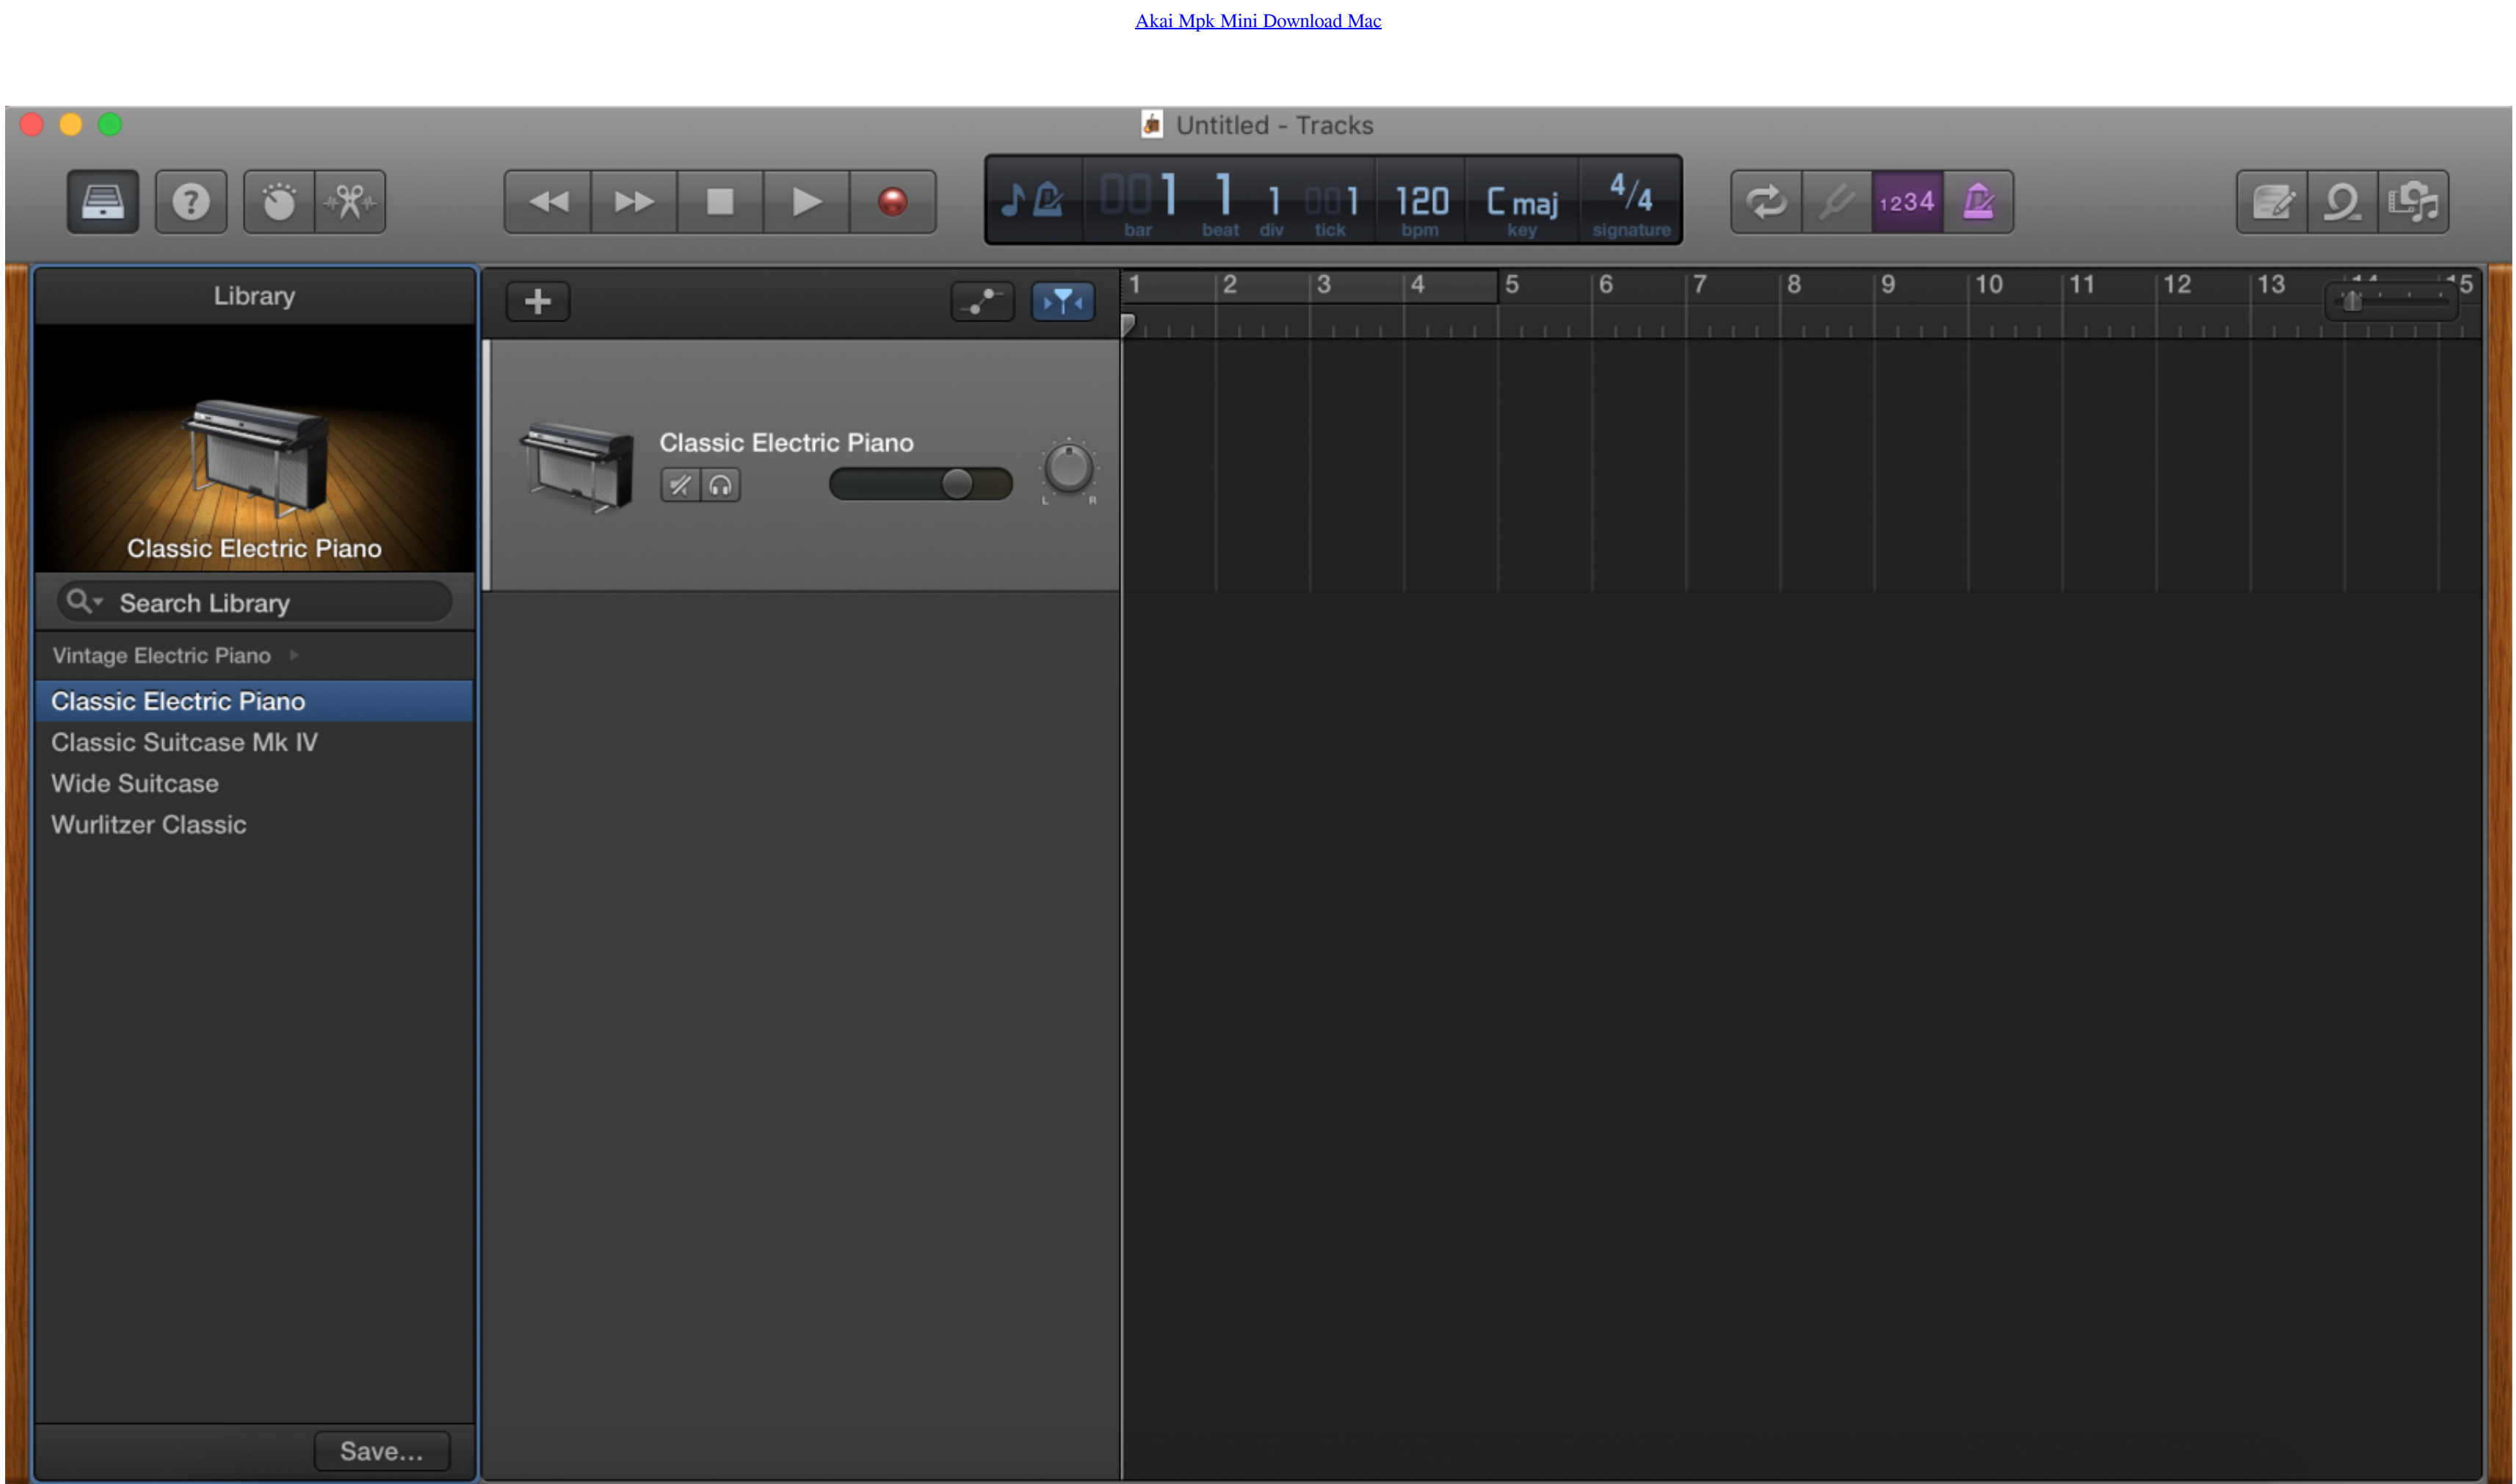 Akai Mpk Mini Download Mac
Untitled - Tracks
001 1 1 001 120 C maj 4/4
bar beat div tick bpm key signature
1234
Library
1 2 3 4 5 6 7 8 9 10 11 12 13 14 15
Classic Electric Piano
L R
Classic Electric Piano
Search Library
Vintage Electric Piano
Classic Electric Piano
Classic Suitcase Mk IV
Wide Suitcase
Wurlitzer Classic
Save...